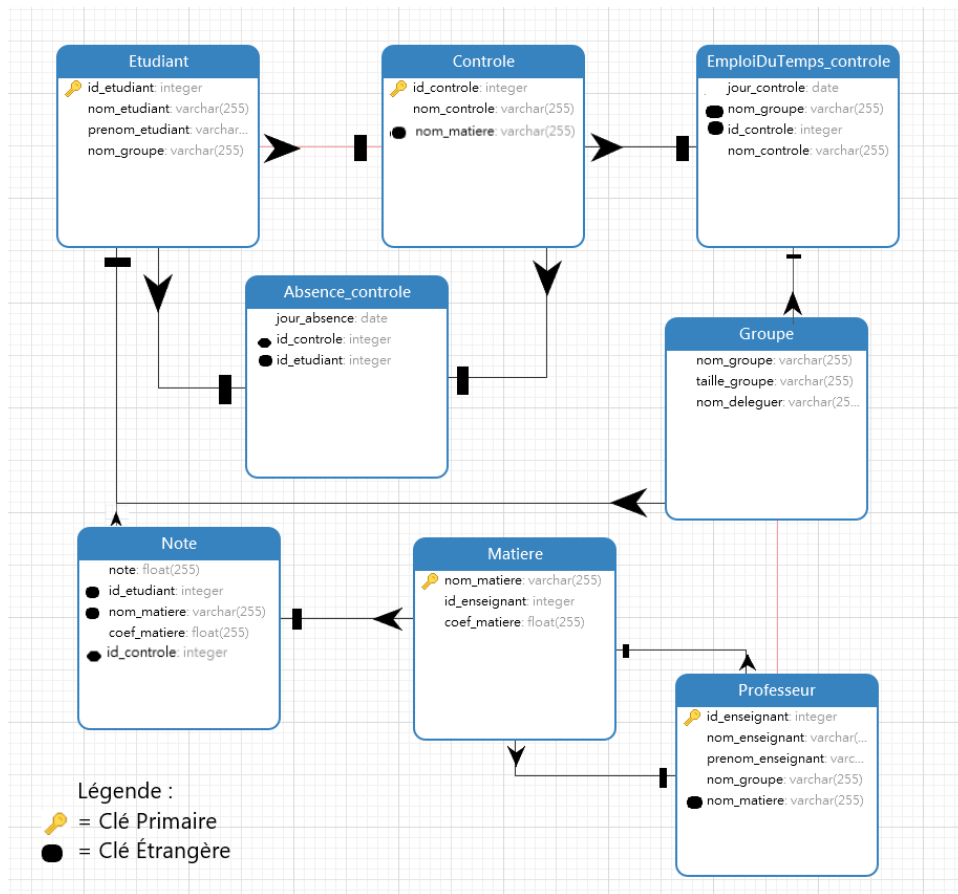 Etudiant
id_etudiant: integer
nom_etudiant: varchar(255)
prenom_etudiant: varchar...
nom_groupe: varchar(255)
Controle
id_controle: integer
nom_controle: varchar(255)
nom_matiere: varchar(255)
EmploiDuTemps_controle
jour_controle: date
nom_groupe: varchar(255)
id_controle: integer
nom_controle: varchar(255)
Absence_controle
jour_absence: date
id_controle: integer
id_etudiant: integer
Groupe
nom_groupe: varchar(255)
taille_groupe: varchar(255)
nom_deleguer: varchar(25...
Note
note: float(255)
id_etudiant: integer
nom_matiere: varchar(255)
coef_matiere: float(255)
id_controle: integer
Matiere
nom_matiere: varchar(255)
id_enseignant: integer
coef_matiere: float(255)
Professeur
id_enseignant: integer
nom_enseignant: varchar(...
prenom_enseignant: varc...
nom_groupe: varchar(255)
nom_matiere: varchar(255)
Légende :
= Clé Primaire
= Clé Étrangère